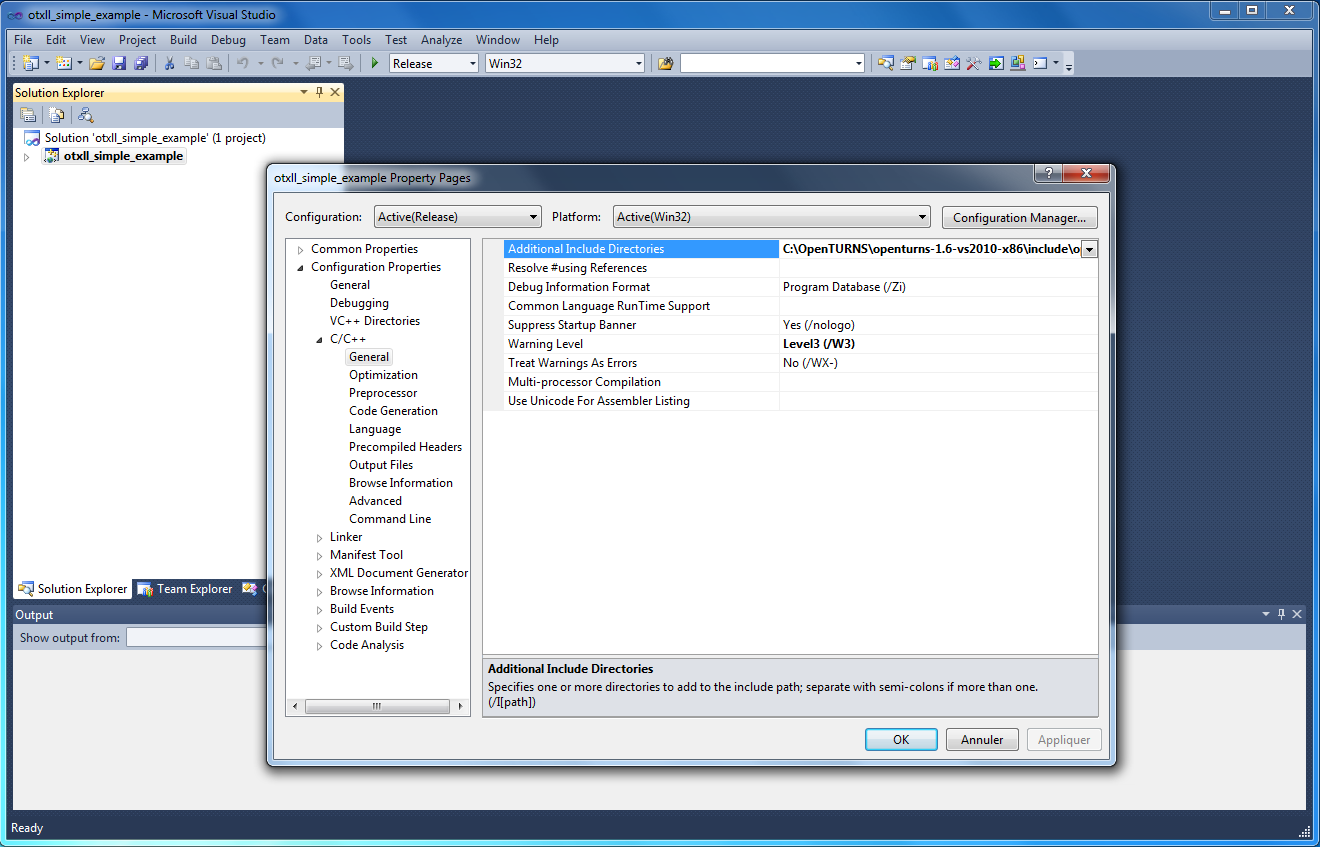 otxll_simple_example - Microsoft Visual Studio
File Edit View Project Build Debug Team Data Tools Test Analyze Window Help
Release Win32
Solution Explorer
Solution 'otxll_simple_example' (1 project)
otxll_simple_example
otxll_simple_example Property Pages
Configuration: Active(Release) Platform: Active(Win32) Configuration Manager...
Common Properties
Configuration Properties
General
Debugging
VC++ Directories
C/C++
General
Optimization
Preprocessor
Code Generation
Language
Precompiled Headers
Output Files
Browse Information
Advanced
Command Line
Linker
Manifest Tool
XML Document Generator
Browse Information
Build Events
Custom Build Step
Code Analysis
Additional Include Directories C:\OpenTURNS\openturns-1.6-vs2010-x86\include\o
Resolve #using References
Debug Information Format Program Database (/Zi)
Common Language RunTime Support
Suppress Startup Banner Yes (/nologo)
Warning Level Level3 (/W3)
Treat Warnings As Errors No (/WX-)
Multi-processor Compilation
Use Unicode For Assembler Listing
Additional Include Directories
Specifies one or more directories to add to the include path; separate with semi-colons if more than one.
(/I[path])
OK Annuler Appliquer
Solution Explorer Team Explorer
Output
Show output from:
Ready